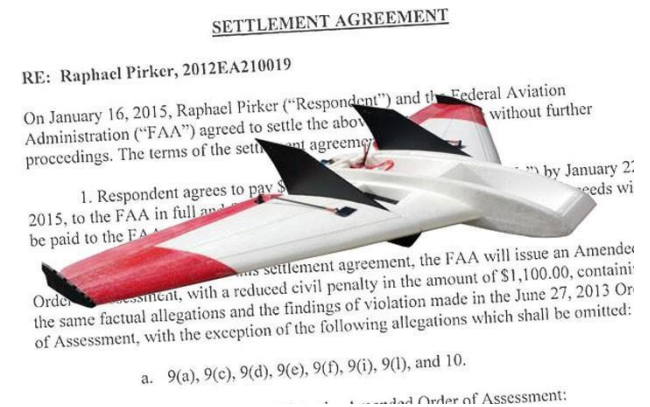 SETTLEMENT AGREEMENT
RE: Raphael Pirker, 2012EA210019
On January 16, 2015, Raphael Pirker ("Respondent") and the Federal Aviation
Administration ("FAA") agreed to settle the above without further
proceedings. The terms of the settlement agreement
1. Respondent agrees to pay $ by January 22
2015, to the FAA in full and
be paid to the FAA
settlement agreement, the FAA will issue an Amended
Order Assessment, with a reduced civil penalty in the amount of $1,100.00, containing
the same factual allegations and the findings of violation made in the June 27, 2013 Or
of Assessment, with the exception of the following allegations which shall be omitted:
a. 9(a), 9(c), 9(d), 9(e), 9(f), 9(i), 9(l), and 10.
Amended Order of Assessment: